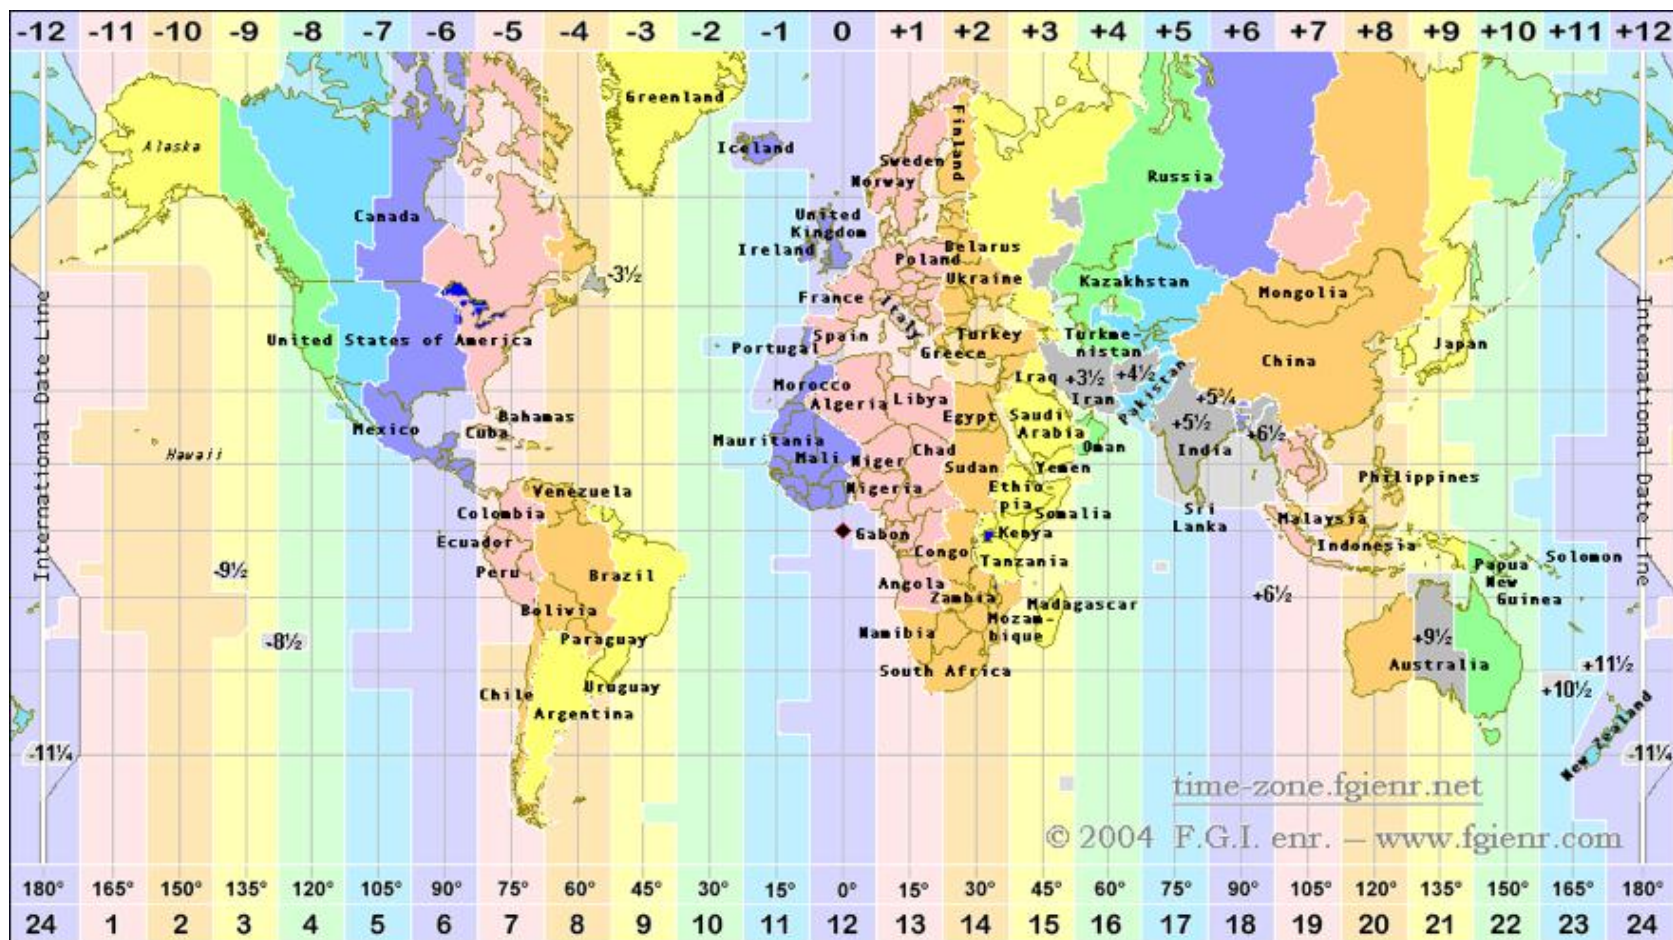 -12 -11 -10 -9 -8 -7 -6 -5 -4 -3 -2 -1 0 +1 +2 +3 +4 +5 +6 +7 +8 +9 +10 +11 +12
Greenland
Alaska
Iceland
Finland
Sweden
Norway
Russia
Canada
United
Kingdom
Ireland
Belarus
Poland
Ukraine
Kazakhstan
Mongolia
-3½
France
Italy
International Date Line
International Date Line
United States of America
Spain
Portugal
Turkey
Greece
Turkme-
nistan
Japan
China
Morocco
Iraq
+3½
+4½
Iran
Pakistan
+5¾
Algeria
Libya
Egypt
Saudi
Arabia
+5½
Bahamas
Mexico
Cuba
Hawaii
Mauritania
Mali
Niger
Chad
Oman
India
+6½
Sudan
Yemen
Philippines
Venezuela
Nigeria
Ethio-
pia
Colombia
Somalia
Sri
Lanka
Malaysia
Ecuador
Gabon
Kenya
Indonesia
Congo
Tanzania
Solomon
Papua
New
Guinea
-9½
Peru
Brazil
Angola
Zambia
+6½
Madagascar
Bolivia
Mozam-
bique
-8½
Paraguay
Namibia
+9½
Australia
South Africa
+11½
Chile
Uruguay
+10½
Argentina
New Zealand
-11¼
-11¼
time-zone.fgienr.net
© 2004 F.G.I. enr. – www.fgienr.com
180° 165° 150° 135° 120° 105° 90° 75° 60° 45° 30° 15° 0° 15° 30° 45° 60° 75° 90° 105° 120° 135° 150° 165° 180°
24 1 2 3 4 5 6 7 8 9 10 11 12 13 14 15 16 17 18 19 20 21 22 23 24